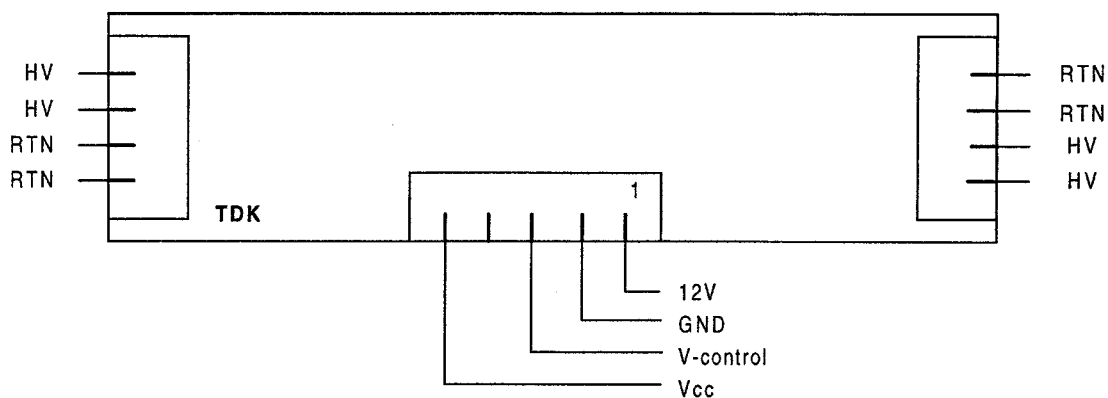 HV
HV
RTN
RTN
TDK
1
RTN
RTN
HV
HV
12V
GND
V-control
Vcc